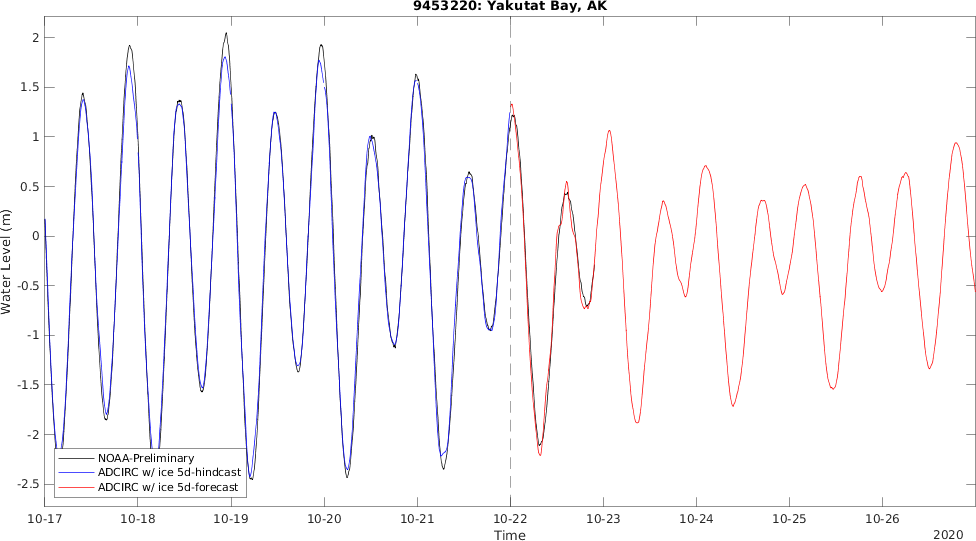 9453220: Yakutat Bay, AK
Water Level (m)
2
1.5
1
0.5
0
-0.5
-1
-1.5
-2
-2.5
NOAA-Preliminary
ADCIRC w/ ice 5d-hindcast
ADCIRC w/ ice 5d-forecast
10-17 10-18 10-19 10-20 10-21 10-22 10-23 10-24 10-25 10-26
Time
2020